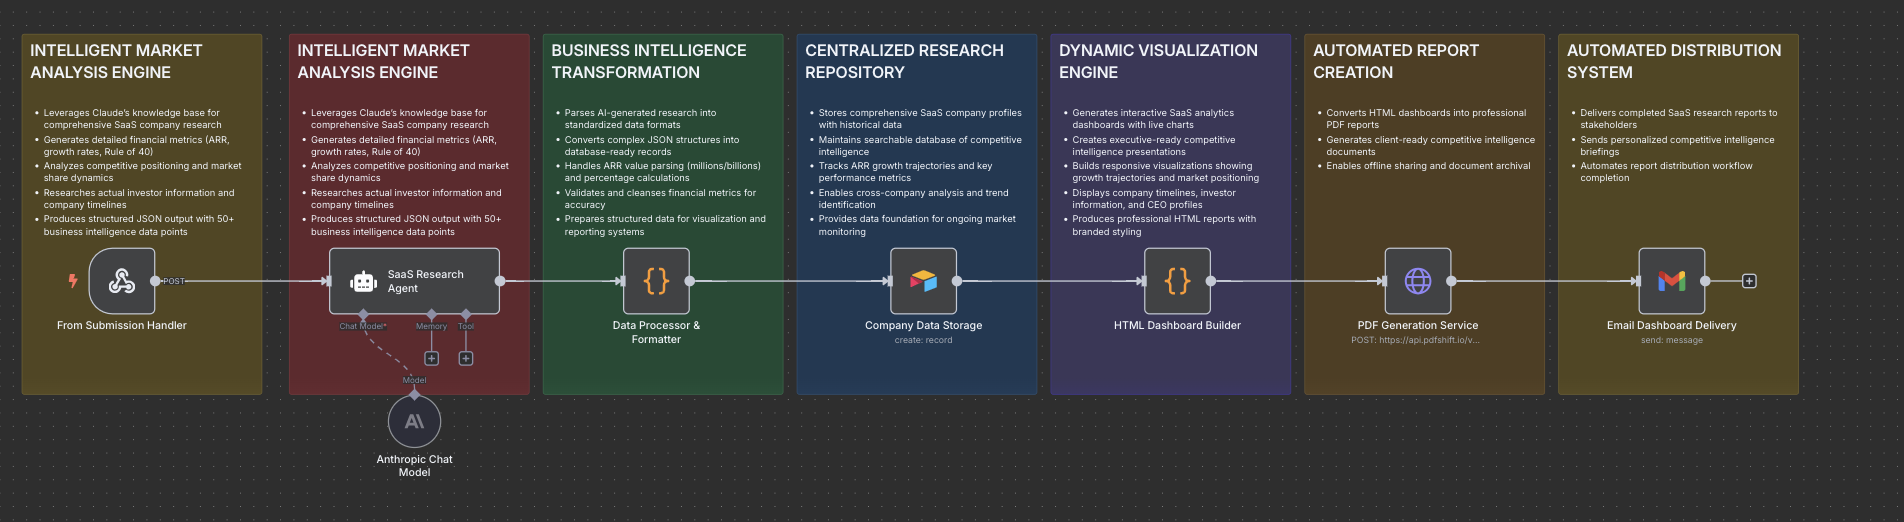 INTELLIGENT MARKET
ANALYSIS ENGINE
• Leverages Claude's knowledge base for
comprehensive SaaS company research
• Generates detailed financial metrics (ARR,
growth rates, Rule of 40)
• Analyzes competitive positioning and market
share dynamics
• Researches actual investor information and
company timelines
• Produces structured JSON output with 50+
business intelligence data points
POST
From Submission Handler
INTELLIGENT MARKET
ANALYSIS ENGINE
• Leverages Claude's knowledge base for
comprehensive SaaS company research
• Generates detailed financial metrics (ARR,
growth rates, Rule of 40)
• Analyzes competitive positioning and market
share dynamics
• Researches actual investor information and
company timelines
• Produces structured JSON output with 50+
business intelligence data points
SaaS Research
Agent
Chat Model*
Memory
Tool
Model
Anthropic Chat
Model
BUSINESS INTELLIGENCE
TRANSFORMATION
• Parses AI-generated research into
standardized data formats
• Converts complex JSON structures into
database-ready records
• Handles ARR value parsing (millions/billions)
and percentage calculations
• Validates and cleanses financial metrics for
accuracy
• Prepares structured data for visualization and
reporting systems
Data Processor &
Formatter
CENTRALIZED RESEARCH
REPOSITORY
• Stores comprehensive SaaS company profiles
with historical data
• Maintains searchable database of competitive
intelligence
• Tracks ARR growth trajectories and key
performance metrics
• Enables cross-company analysis and trend
identification
• Provides data foundation for ongoing market
monitoring
Company Data Storage
create: record
DYNAMIC VISUALIZATION
ENGINE
• Generates interactive SaaS analytics
dashboards with live charts
• Creates executive-ready competitive
intelligence presentations
• Builds responsive visualizations showing
growth trajectories and market positioning
• Displays company timelines, investor
information, and CEO profiles
• Produces professional HTML reports with
branded styling
HTML Dashboard Builder
AUTOMATED REPORT
CREATION
• Converts HTML dashboards into professional
PDF reports
• Generates client-ready competitive intelligence
documents
• Enables offline sharing and document archival
PDF Generation Service
POST: https://api.pdfshift.io/v...
AUTOMATED DISTRIBUTION
SYSTEM
• Delivers completed SaaS research reports to
stakeholders
• Sends personalized competitive intelligence
briefings
• Automates report distribution workflow
completion
Email Dashboard Delivery
send: message